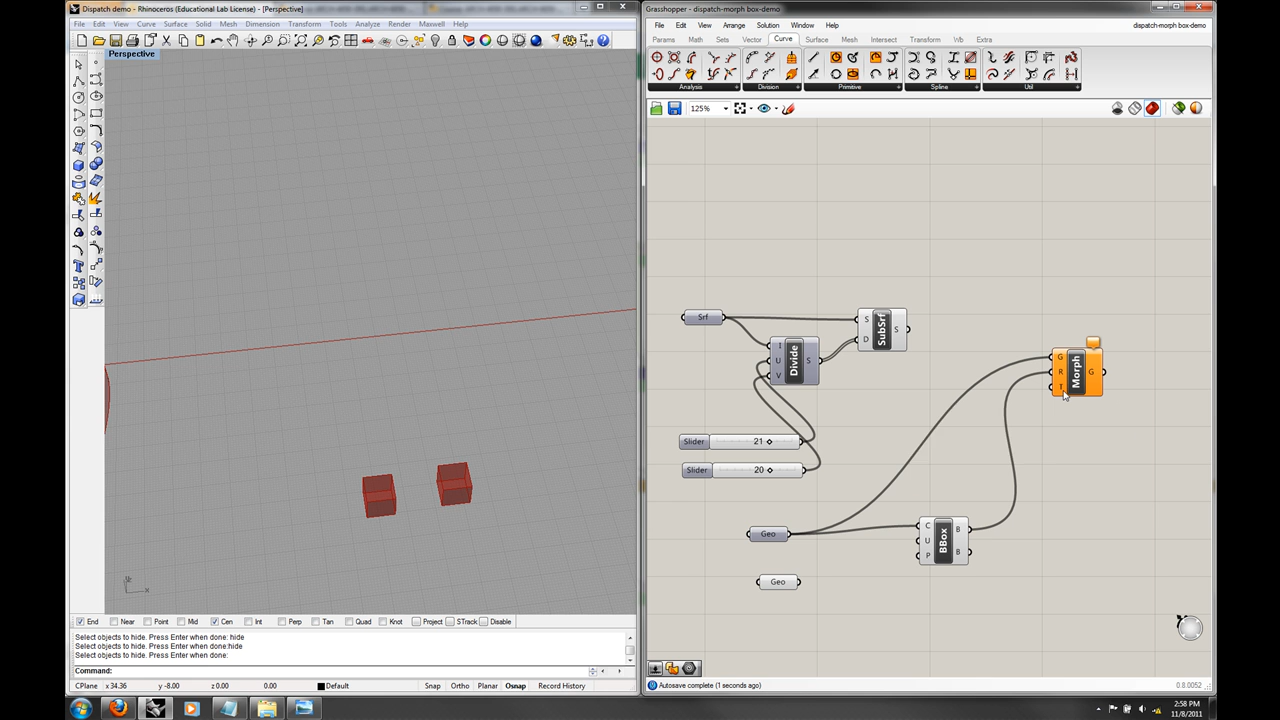 Dispatch demo - Rhinoceros (Educational Lab License) - [Perspective]
File Edit View Curve Surface Solid Mesh Dimension Transform Tools Analyze Render Maxwell Help
Perspective
x
End Near Point Mid Cen Int Perp Tan Quad Knot Project STrack Disable
Select objects to hide. Press Enter when done: hide
Select objects to hide. Press Enter when done:hide
Select objects to hide. Press Enter when done:
Command:
CPlane x 34.36 y -8.00 z 0.00 0.00 Default Snap Ortho Planar Osnap Record History
Grasshopper - dispatch-morph box-demo
File Edit View Arrange Solution Window Help dispatch-morph box-demo
Params Math Sets Vector Curve Surface Mesh Intersect Transform Wb Extra
Analysis Division Primitive Spline Util
125%
Srf
S
D
SubSrf
S
I
U
V
Divide
S
Slider 21
Slider 20
G
R
T
Morph
G
Geo
C
U
P
BBox
B
B
Geo
Autosave complete (1 seconds ago) 0.8.0052
2:58 PM
11/8/2011